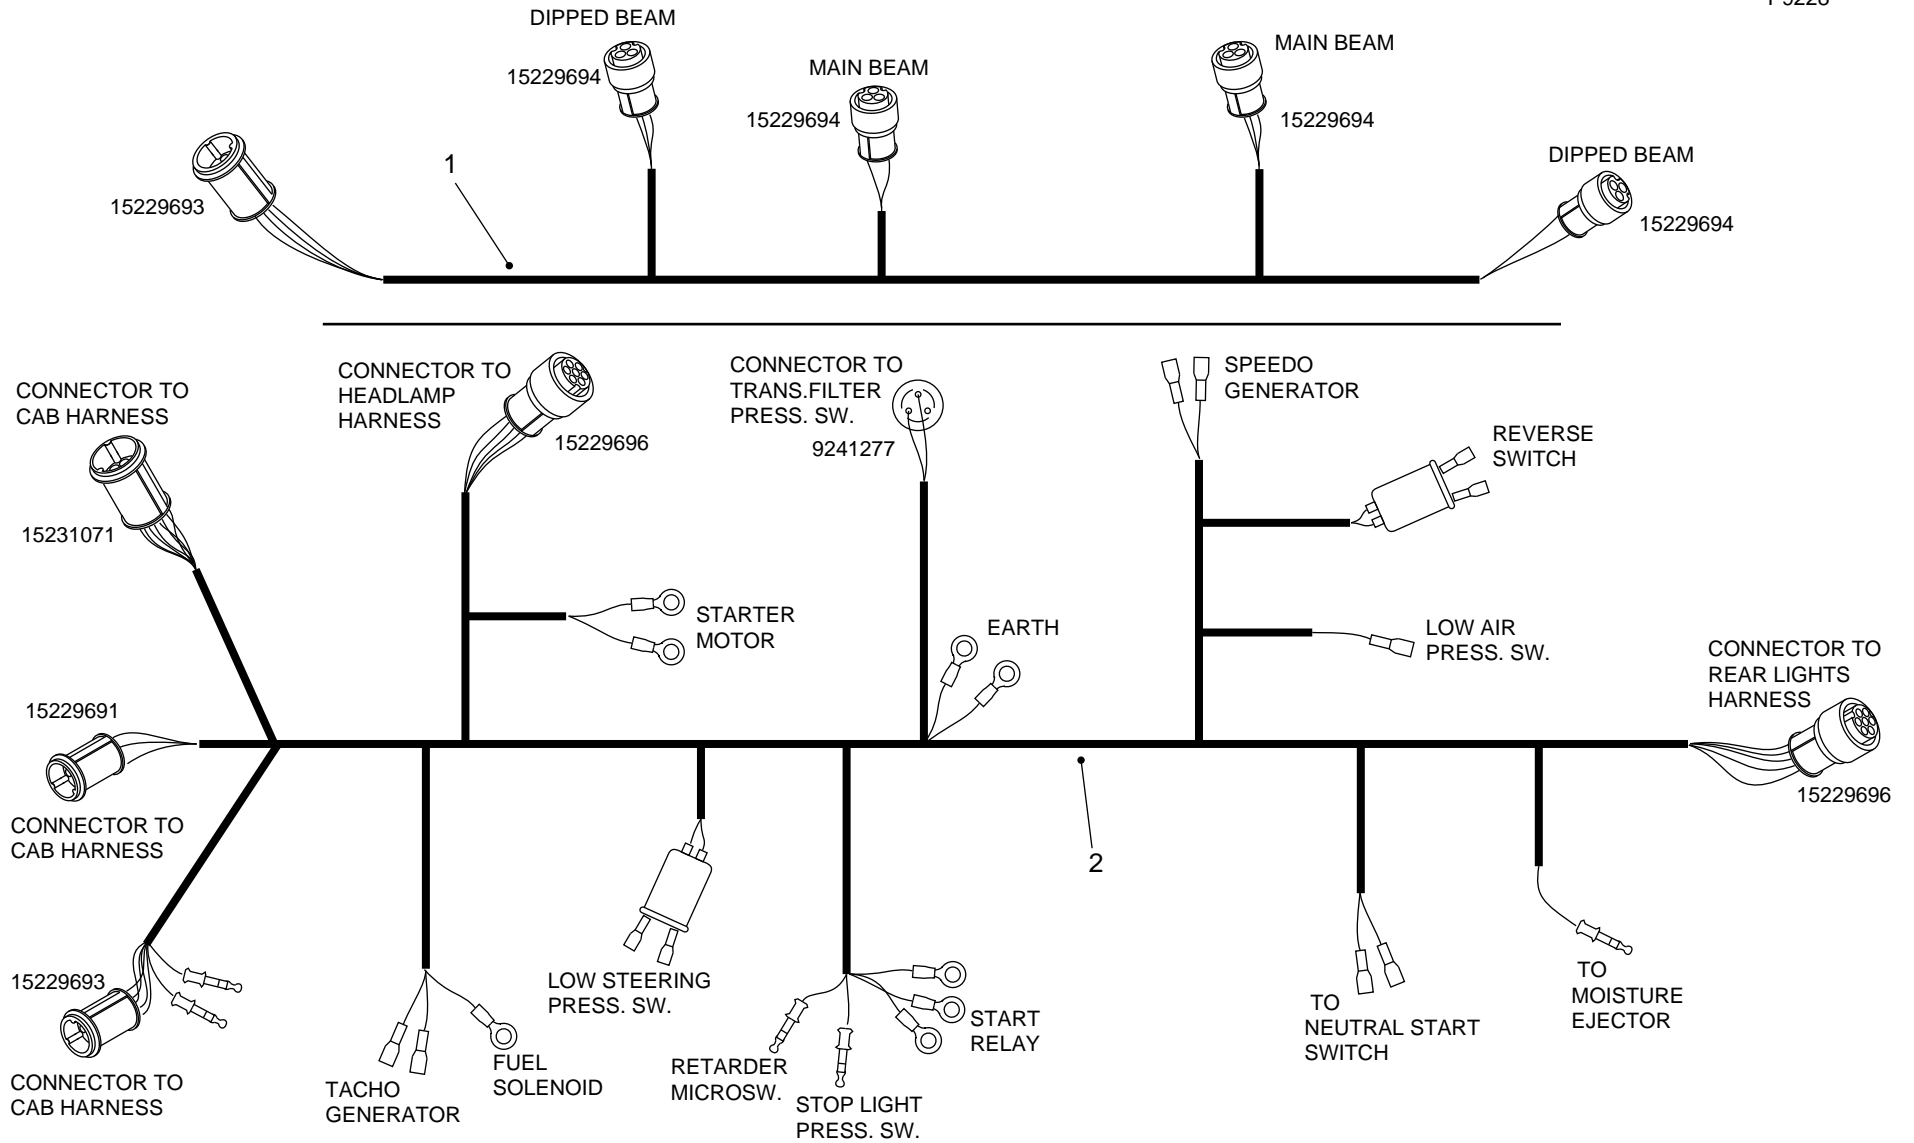 DIPPED BEAM
15229694
MAIN BEAM
15229694
MAIN BEAM
15229694
DIPPED BEAM
15229694
1
15229693
CONNECTOR TO
CAB HARNESS
15231071
CONNECTOR TO
HEADLAMP
HARNESS
15229696
CONNECTOR TO
TRANS.FILTER
PRESS. SW.
9241277
SPEEDO
GENERATOR
REVERSE
SWITCH
STARTER
MOTOR
EARTH
LOW AIR
PRESS. SW.
CONNECTOR TO
REAR LIGHTS
HARNESS
15229696
15229691
CONNECTOR TO
CAB HARNESS
2
15229693
CONNECTOR TO
CAB HARNESS
TACHO
GENERATOR
FUEL
SOLENOID
LOW STEERING
PRESS. SW.
RETARDER
MICROSW.
STOP LIGHT
PRESS. SW.
START
RELAY
TO
NEUTRAL START
SWITCH
TO
MOISTURE
EJECTOR